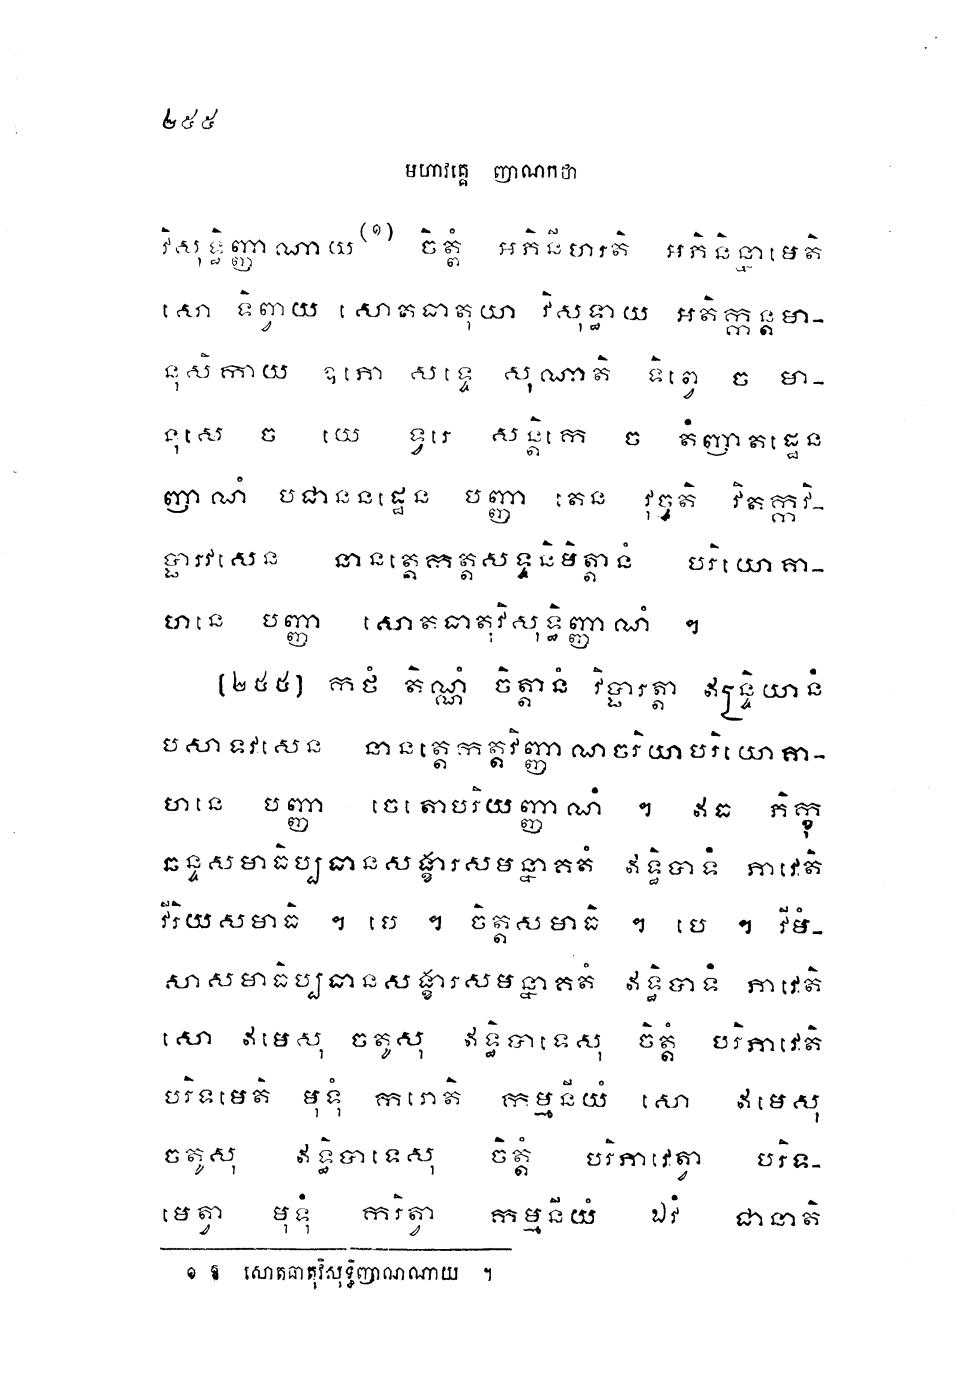 ២៥៥
មហាវគ្គេ ញាណកថា
វិសុទ្ធិញ្ញាណាយ(១) ចិត្តំ អភិនីហរតិ អភិនិន្នាមេតិ
សោ ទិព្វាយ សោតធាតុយា វិសុទ្ធាយ អតិក្កន្តមា-
នុសិកាយ ឧភោ សទ្ទេ សុណាតិ ទិព្វេ ច មា-
នុសេ ច យេ ទូរេ សន្តិកេ ច តំញាតដ្ឋេន
ញាណំ បជាននដ្ឋេន បញ្ញា តេន វុច្ចតិ វិតក្កវិ-
ប្ផារវសេន នានត្តេកត្តសទ្ទនិមិត្តានំ បរិយោគា-
ហនេ បញ្ញា សោតធាតុវិសុទ្ធិញ្ញាណំ ។
(២៥៥) កថំ តិណ្ណំ ចិត្តានំ វិប្ផារត្តា ឥន្ទ្រិយានំ
បសាទវសេន នានត្តេកត្តវិញ្ញាណចរិយាបរិយោគា-
ហនេ បញ្ញា ចេតោបរិយញ្ញាណំ ។ ឥធ ភិក្ខុ
ឆន្ទសមាធិប្បធានសង្ខារសមន្នាគតំ ឥទ្ធិបាទំ ភាវេតិ
វីរិយសមាធិ ។ បេ ។ ចិត្តសមាធិ ។ បេ ។ វីមំ-
សាសមាធិប្បធានសង្ខារសមន្នាគតំ ឥទ្ធិបាទំ ភាវេតិ
សោ ឥមេសុ ចតូសុ ឥទ្ធិបាទេសុ ចិត្តំ បរិភាវេតិ
បរិទមេតិ មុទុំ ករោតិ កម្មនីយំ សោ ឥមេសុ
ចតូសុ ឥទ្ធិបាទេសុ ចិត្តំ បរិភាវេត្វា បរិទ-
មេត្វា មុទុំ ករិត្វា កម្មនីយំ ឯវំ ជានាតិ
១ ឱ សោតធាតុវិសុទ្ធិញាណណាយ ។